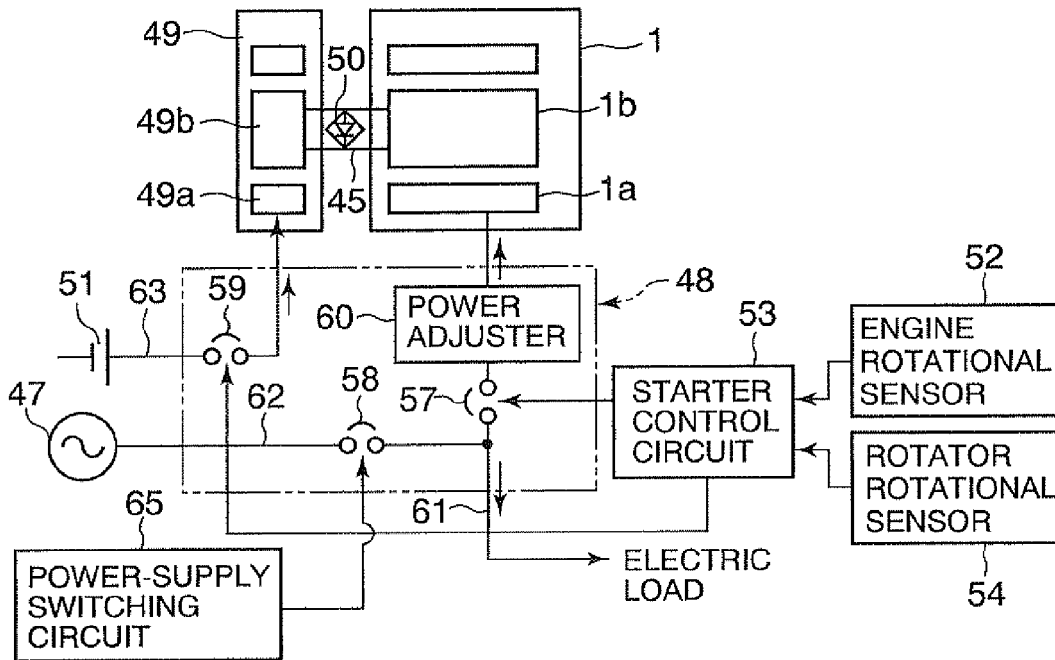 49
50
1
49b
1b
49a
45
1a
51
63
59
60
POWER
ADJUSTER
48
52
53
ENGINE
ROTATIONAL
SENSOR
47
62
58
57
STARTER
CONTROL
CIRCUIT
65
61
ROTATOR
ROTATIONAL
SENSOR
POWER-SUPPLY
SWITCHING
CIRCUIT
ELECTRIC
LOAD
54